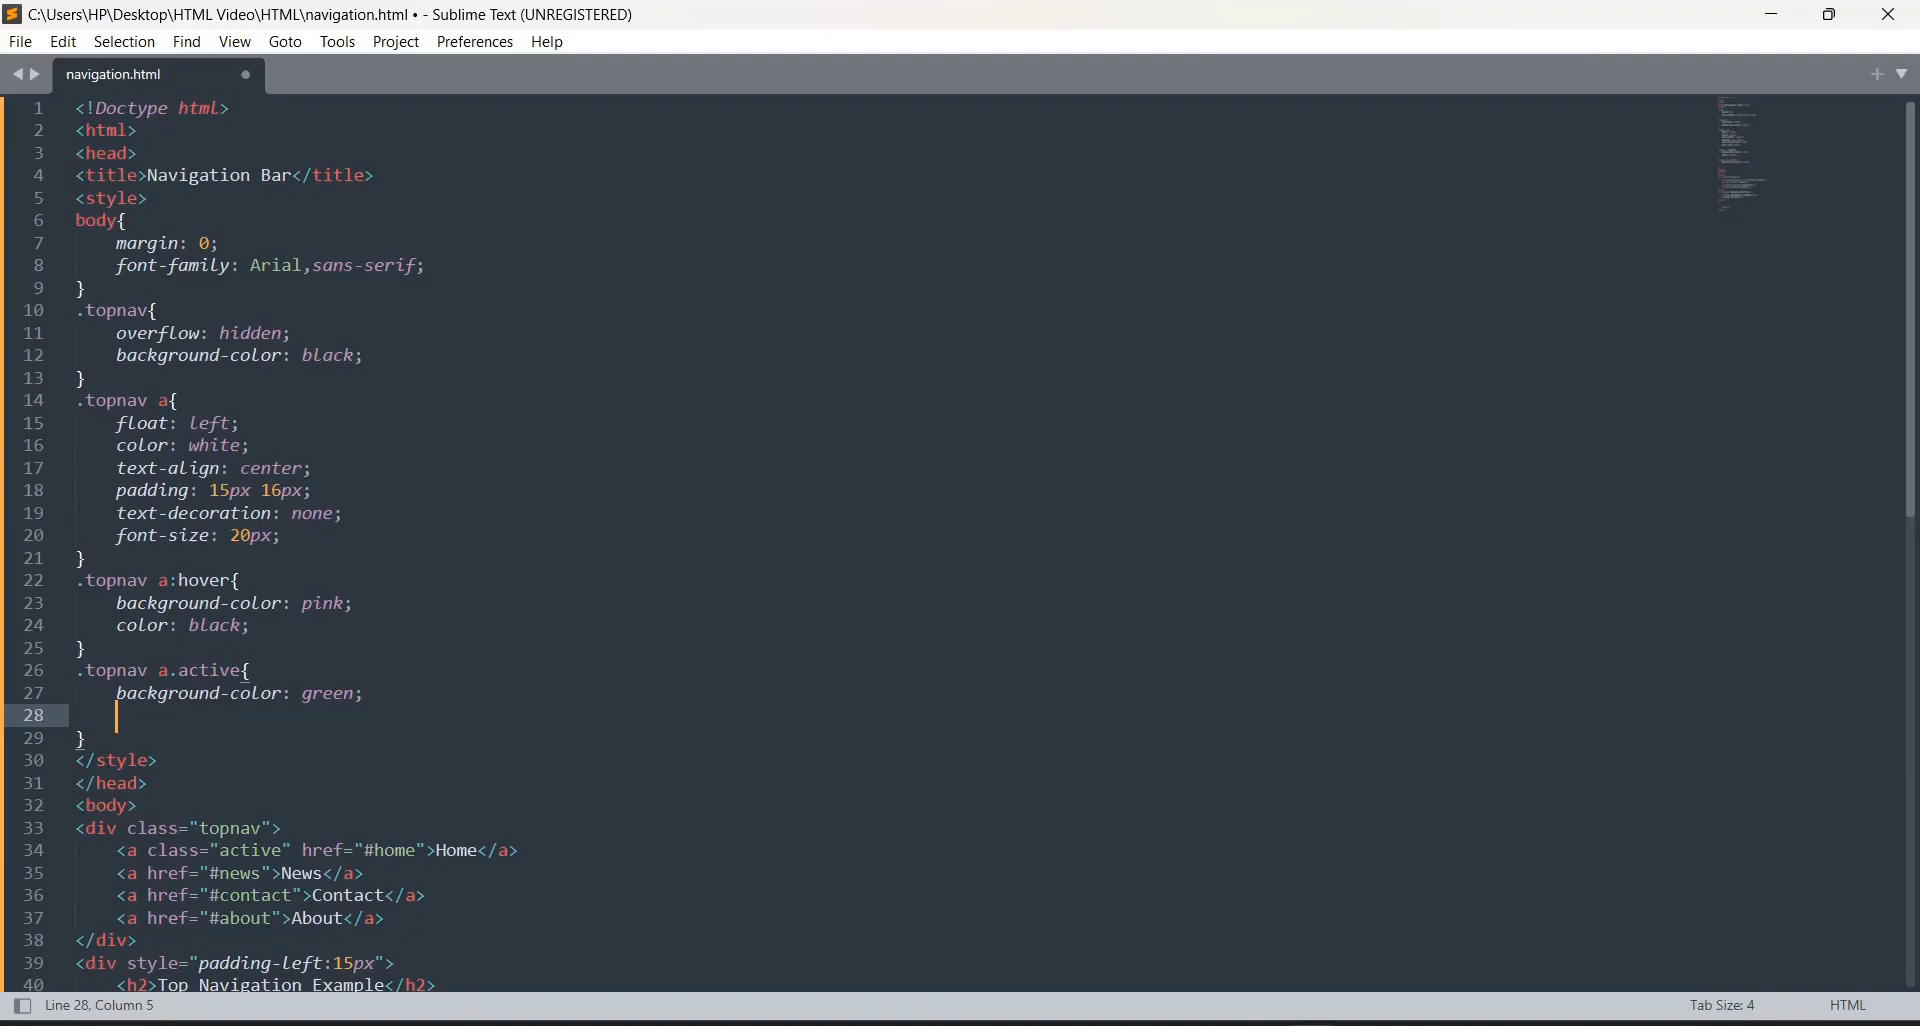 C:\Users\HP\Desktop\HTML Video\HTML\navigation.html • - Sublime Text (UNREGISTERED)
File Edit Selection Find View Goto Tools Project Preferences Help
navigation.html
1 <!Doctype html>
2 <html>
3 <head>
4 <title>Navigation Bar</title>
5 <style>
6 body{
7 margin: 0;
8 font-family: Arial,sans-serif;
9 }
10 .topnav{
11 overflow: hidden;
12 background-color: black;
13 }
14 .topnav a{
15 float: left;
16 color: white;
17 text-align: center;
18 padding: 15px 16px;
19 text-decoration: none;
20 font-size: 20px;
21 }
22 .topnav a:hover{
23 background-color: pink;
24 color: black;
25 }
26 .topnav a.active{
27 background-color: green;
28
29 }
30 </style>
31 </head>
32 <body>
33 <div class="topnav">
34 <a class="active" href="#home">Home</a>
35 <a href="#news">News</a>
36 <a href="#contact">Contact</a>
37 <a href="#about">About</a>
38 </div>
39 <div style="padding-left:15px">
40 <h2>Top Navigation Example</h2>
Line 28, Column 5 Tab Size: 4 HTML